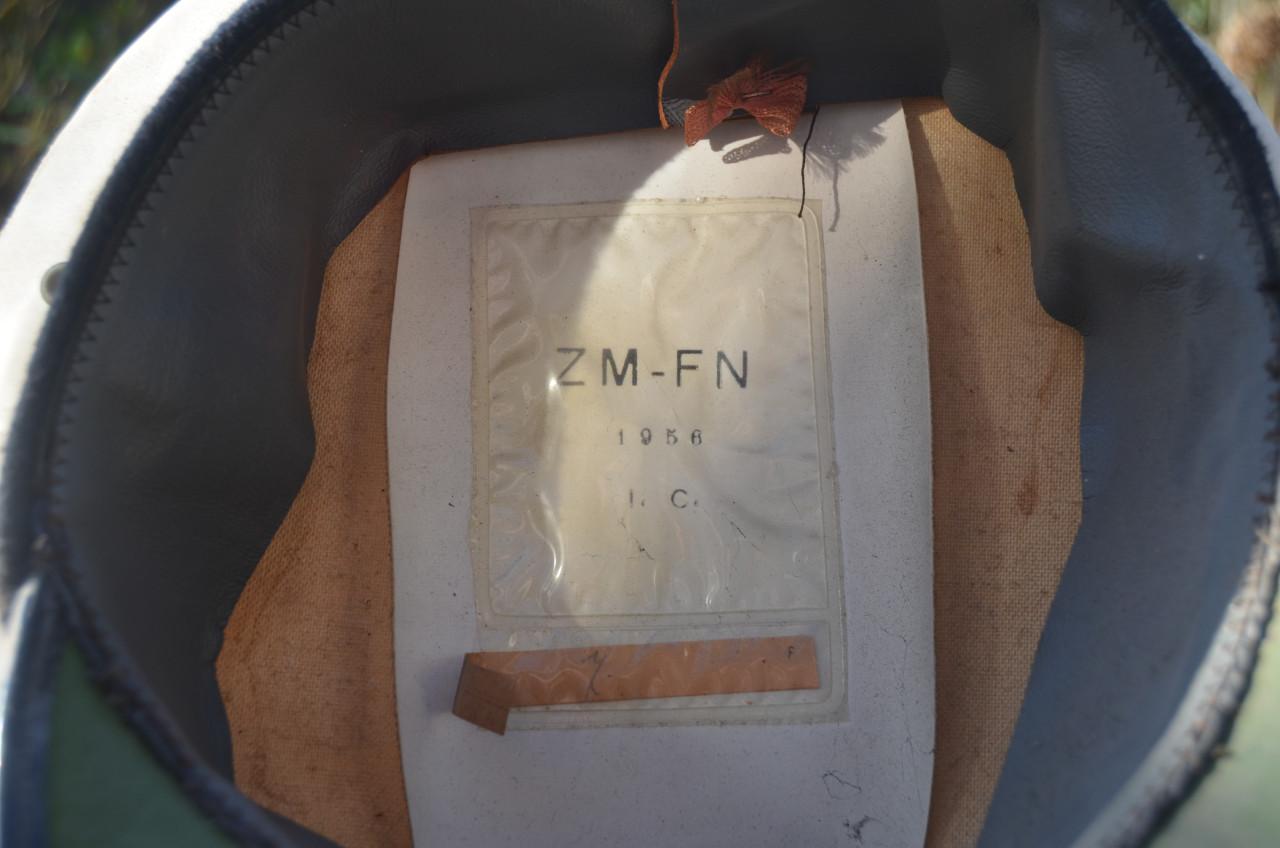 ZM-FN
1956
I. C.